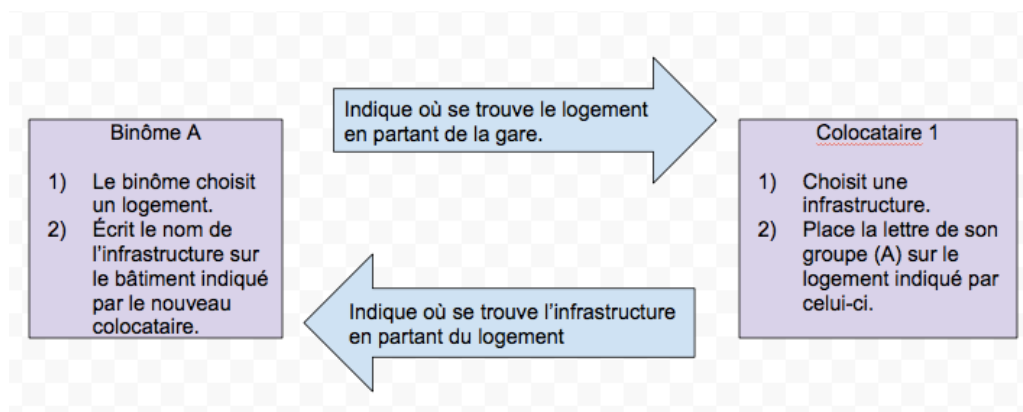 Binôme A
1) Le binôme choisit
un logement.
2) Écrit le nom de
l'infrastructure sur
le bâtiment indiqué
par le nouveau
colocataire.
Indique où se trouve le logement
en partant de la gare.
Indique où se trouve l'infrastructure
en partant du logement
Colocataire 1
1) Choisit une
infrastructure.
2) Place la lettre de son
groupe (A) sur le
logement indiqué par
celui-ci.